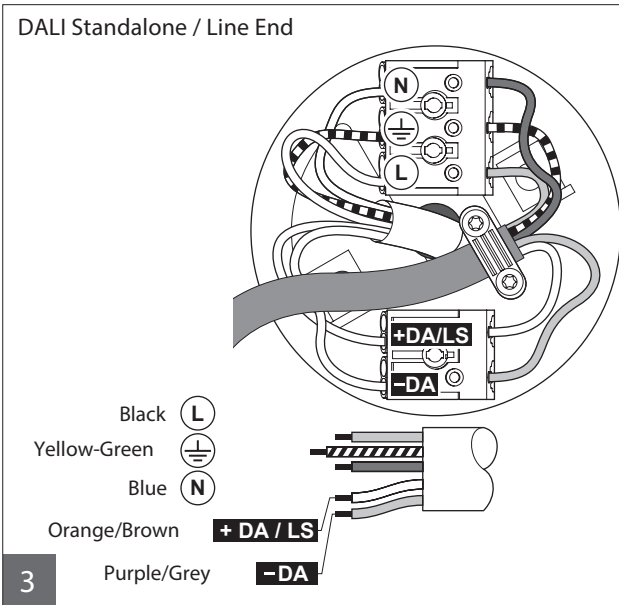 DALI Standalone / Line End
N
L
+DA/LS
−DA
Black L
Yellow-Green
Blue N
Orange/Brown + DA / LS
Purple/Grey −DA
3